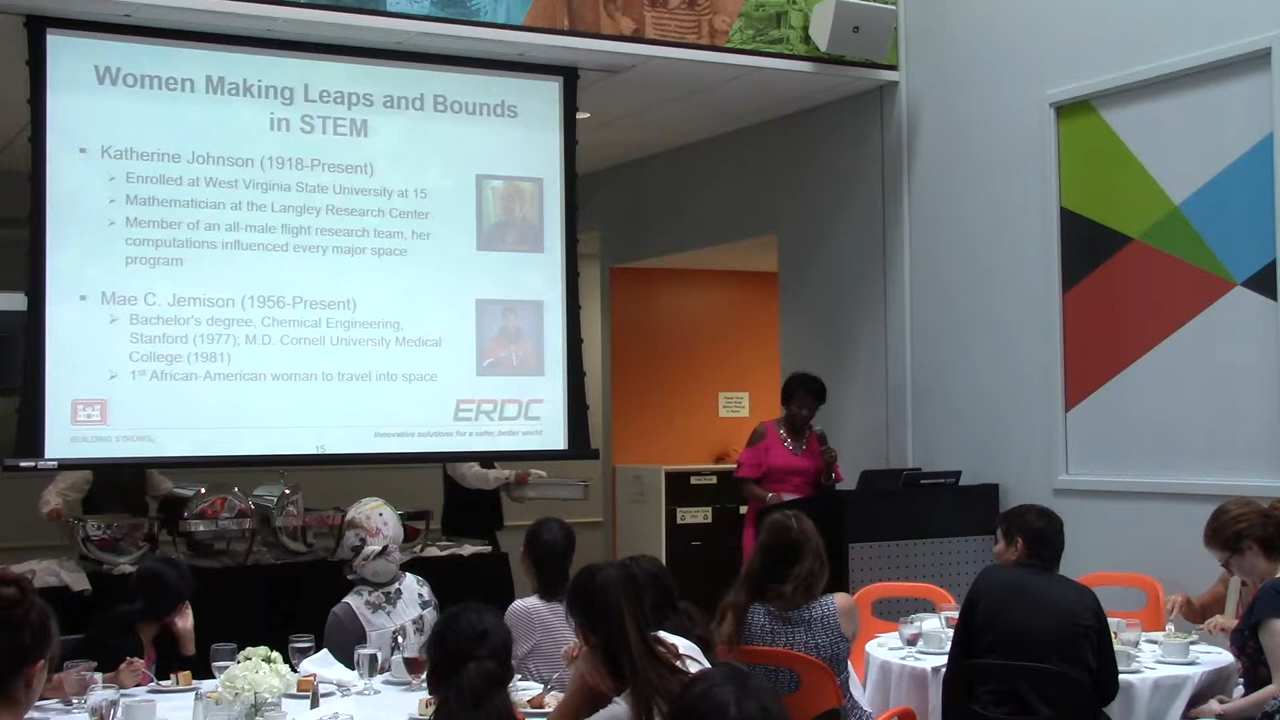 Women Making Leaps and Bounds
in STEM
Katherine Johnson (1918-Present)
Enrolled at West Virginia State University at 15
Mathematician at the Langley Research Center
Member of an all-male flight research team, her
computations influenced every major space
program
Mae C. Jemison (1956-Present)
Bachelor's degree, Chemical Engineering,
Stanford (1977); M.D. Cornell University Medical
College (1981)
1st African-American woman to travel into space
ERDC
BUILDING STRONG®
Innovative solutions for a safer, better world
15